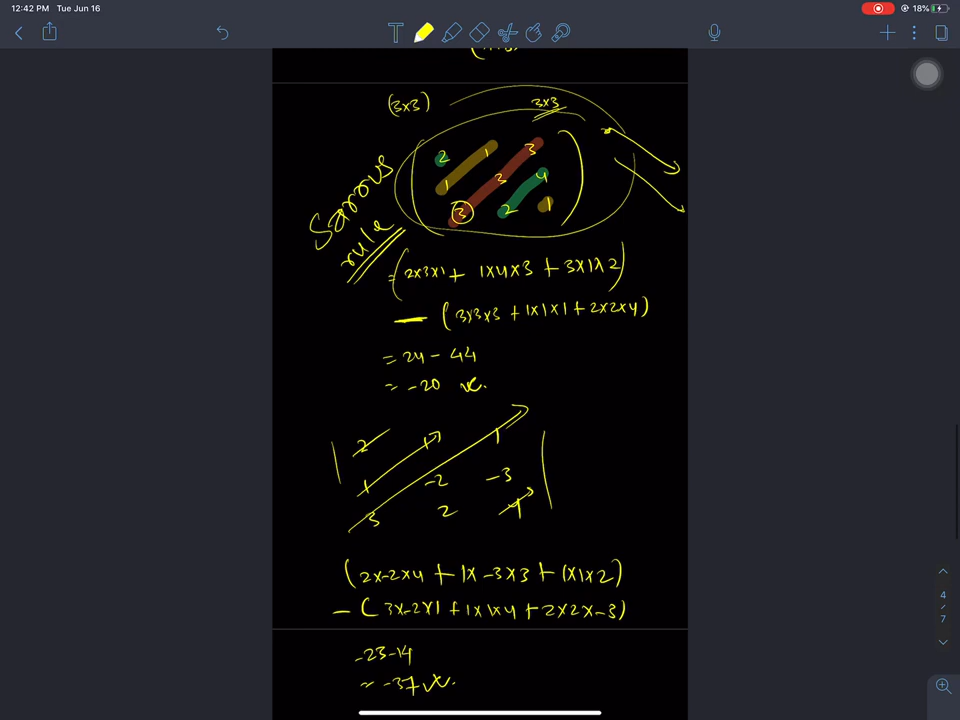 12:42 PM Tue Jun 16
18%
(3x3)
3x3
2 1 3
1 3 4
3 2 1
Sarrovs
rule
= (2x3x1 + 1x4x3 + 3x1x2)
- (3x3x3 + 1x1x1 + 2x2x4)
= 24 - 44
= -20
2 1 1
1 -2 -3
3 2 4
(2x-2x4 + 1x-3x3 + 1x1x2)
- (3x-2x1 + 1x1x4 + 2x2x-3)
-23-14
= -37
4
/
7